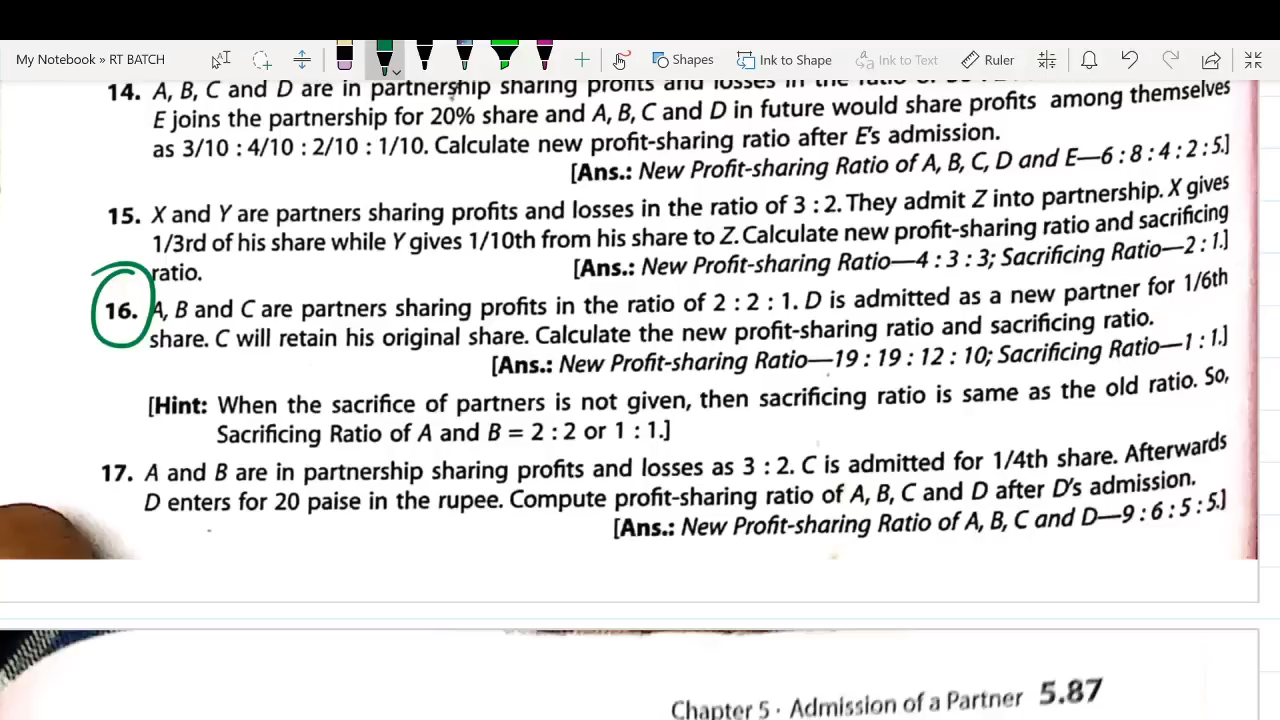 My Notebook » RT BATCH
Shapes
Ink to Shape
Ink to Text
Ruler
14. A, B, C and D are in partnership sharing profits and losses in the ratio of
E joins the partnership for 20% share and A, B, C and D in future would share profits among themselves
as 3/10 : 4/10 : 2/10 : 1/10. Calculate new profit-sharing ratio after E's admission.
[Ans.: New Profit-sharing Ratio of A, B, C, D and E—6 : 8 : 4 : 2 : 5.]
15. X and Y are partners sharing profits and losses in the ratio of 3 : 2. They admit Z into partnership. X gives
1/3rd of his share while Y gives 1/10th from his share to Z. Calculate new profit-sharing ratio and sacrificing
ratio. [Ans.: New Profit-sharing Ratio—4 : 3 : 3; Sacrificing Ratio—2 : 1.]
16. A, B and C are partners sharing profits in the ratio of 2 : 2 : 1. D is admitted as a new partner for 1/6th
share. C will retain his original share. Calculate the new profit-sharing ratio and sacrificing ratio.
[Ans.: New Profit-sharing Ratio—19 : 19 : 12 : 10; Sacrificing Ratio—1 : 1.]
[Hint: When the sacrifice of partners is not given, then sacrificing ratio is same as the old ratio. So,
Sacrificing Ratio of A and B = 2 : 2 or 1 : 1.]
17. A and B are in partnership sharing profits and losses as 3 : 2. C is admitted for 1/4th share. Afterwards
D enters for 20 paise in the rupee. Compute profit-sharing ratio of A, B, C and D after D's admission.
[Ans.: New Profit-sharing Ratio of A, B, C and D—9 : 6 : 5 : 5.]
Chapter 5 · Admission of a Partner 5.87